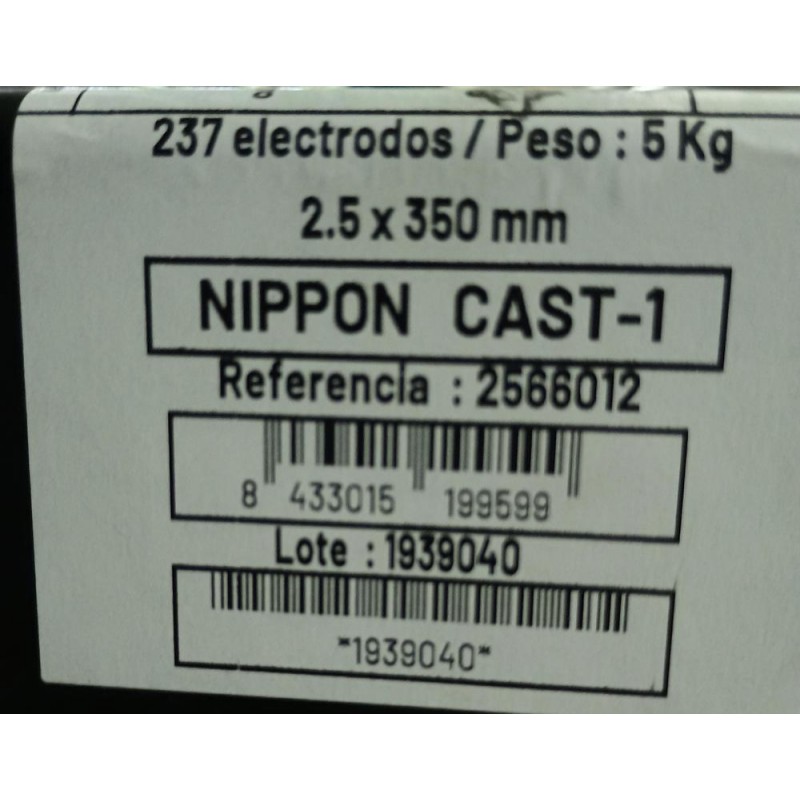 237 electrodos / Peso : 5 Kg
2.5 x 350 mm
NIPPON CAST-1
Referencia : 2566012
8 433015 199599
Lote : 1939040
*1939040*